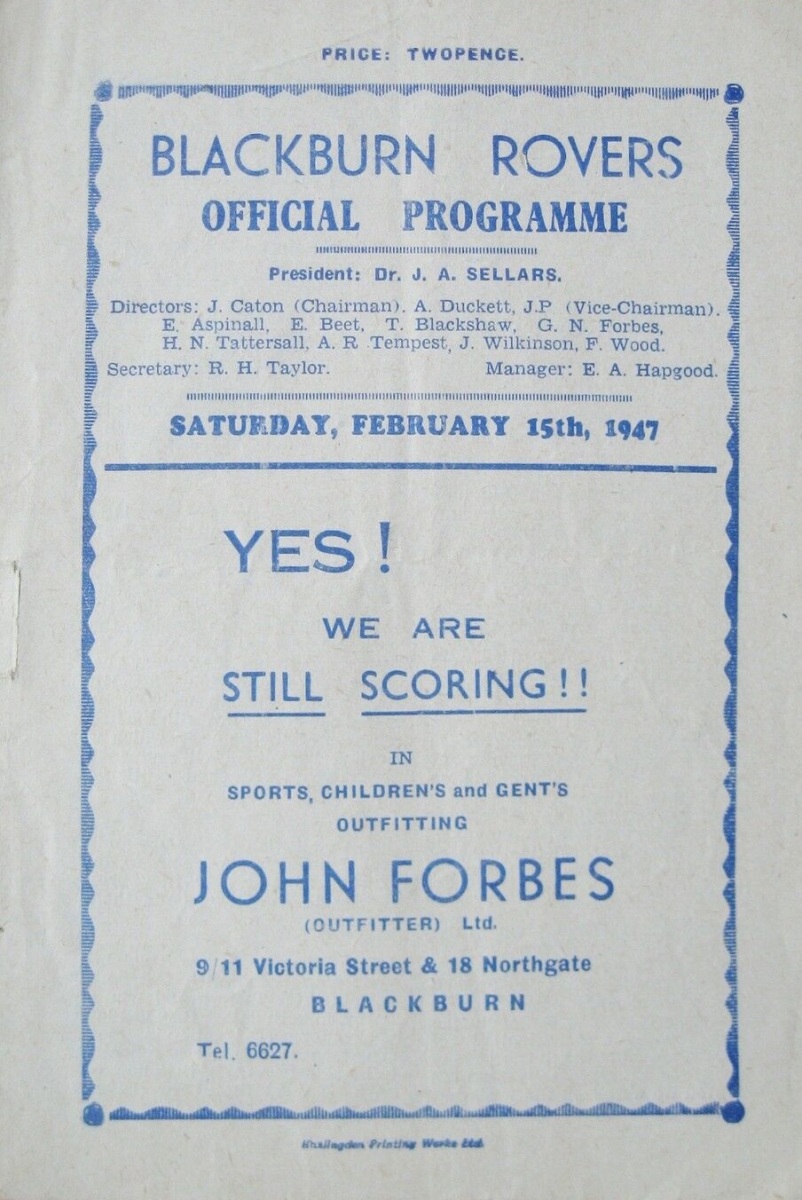 PRICE: TWOPENCE.
BLACKBURN ROVERS
OFFICIAL PROGRAMME
President: Dr. J. A. SELLARS.
Directors: J. Caton (Chairman). A. Duckett, J.P (Vice-Chairman).
E. Aspinall, E. Beet, T. Blackshaw, G. N. Forbes,
H. N. Tattersall, A. R Tempest, J. Wilkinson, F. Wood.
Secretary: R. H. Taylor. Manager: E. A. Hapgood.
SATURDAY, FEBRUARY 15th, 1947
YES!
WE ARE
STILL SCORING!!
IN
SPORTS, CHILDREN'S and GENT'S
OUTFITTING
JOHN FORBES
(OUTFITTER) Ltd.
9/11 Victoria Street & 18 Northgate
BLACKBURN
Tel. 6627.
Haslingden Printing Works Ltd.